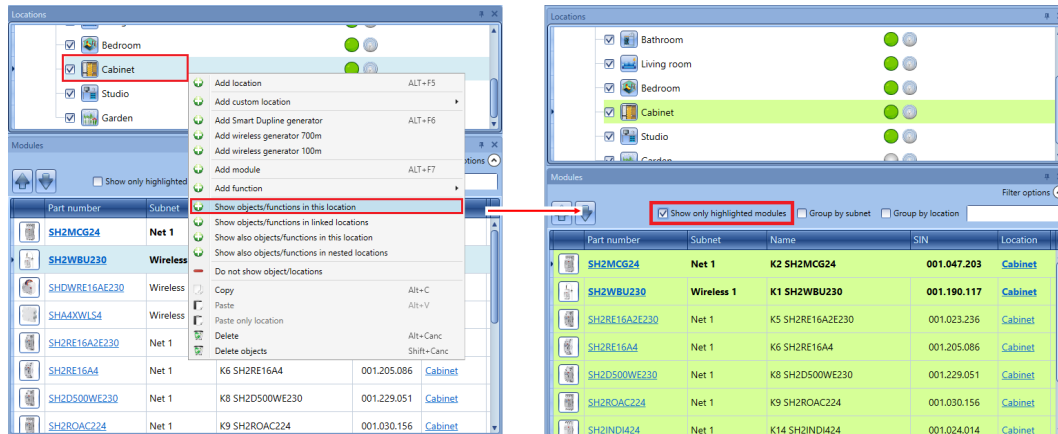 Locations
Bedroom
Cabinet
Studio
Garden
Add location ALT+F5
Add custom location
Add Smart Dupline generator ALT+F6
Add wireless generator 700m
Add wireless generator 100m
Add module ALT+F7
Add function
Show objects/functions in this location
Show objects/functions in linked locations
Show also objects/functions in this location
Show also objects/functions in nested locations
Do not show object/locations
Copy Alt+C
Paste Alt+V
Paste only location
Delete Alt+Canc
Delete objects Shift+Canc
Modules
Show only highlighted
Part number Subnet
SH2MCG24 Net 1
SH2WBU230 Wireless
SHDWRE16AE230 Wireless
SHA4XWLS4 Wireless
SH2RE16A2E230 Net 1
SH2RE16A4 Net 1 K6 SH2RE16A4 001.205.086 Cabinet
SH2D500WE230 Net 1 K8 SH2D500WE230 001.229.051 Cabinet
SH2ROAC224 Net 1 K9 SH2ROAC224 001.030.156 Cabinet
Locations
Bathroom
Living room
Bedroom
Cabinet
Studio
Garden
Modules
Filter options
Show only highlighted modules Group by subnet Group by location
Part number Subnet Name SIN Location
SH2MCG24 Net 1 K2 SH2MCG24 001.047.203 Cabinet
SH2WBU230 Wireless 1 K1 SH2WBU230 001.190.117 Cabinet
SH2RE16A2E230 Net 1 K5 SH2RE16A2E230 001.023.236 Cabinet
SH2RE16A4 Net 1 K6 SH2RE16A4 001.205.086 Cabinet
SH2D500WE230 Net 1 K8 SH2D500WE230 001.229.051 Cabinet
SH2ROAC224 Net 1 K9 SH2ROAC224 001.030.156 Cabinet
SH2INDI424 Net 1 K14 SH2INDI424 001.024.014 Cabinet